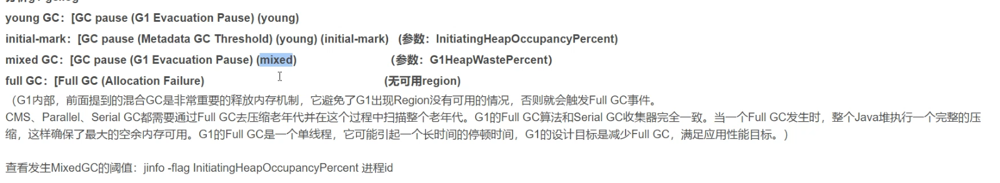 young GC：[GC pause (G1 Evacuation Pause) (young)
initial-mark：[GC pause (Metadata GC Threshold) (young) (initial-mark) (参数：InitiatingHeapOccupancyPercent)
mixed GC：[GC pause (G1 Evacuation Pause) (mixed) （参数：G1HeapWastePercent）
full GC：[Full GC (Allocation Failure) (无可用region)
（G1内部，前面提到的混合GC是非常重要的释放内存机制，它避免了G1出现Region没有可用的情况，否则就会触发Full GC事件。
CMS、Parallel、Serial GC都需要通过Full GC去压缩老年代并在这个过程中扫描整个老年代。G1的Full GC算法和Serial GC收集器完全一致。当一个Full GC发生时，整个Java堆执行一个完整的压
缩，这样确保了最大的空余内存可用。G1的Full GC是一个单线程，它可能引起一个长时间的停顿时间，G1的设计目标是减少Full GC，满足应用性能目标。）
查看发生MixedGC的阈值：jinfo -flag InitiatingHeapOccupancyPercent 进程id